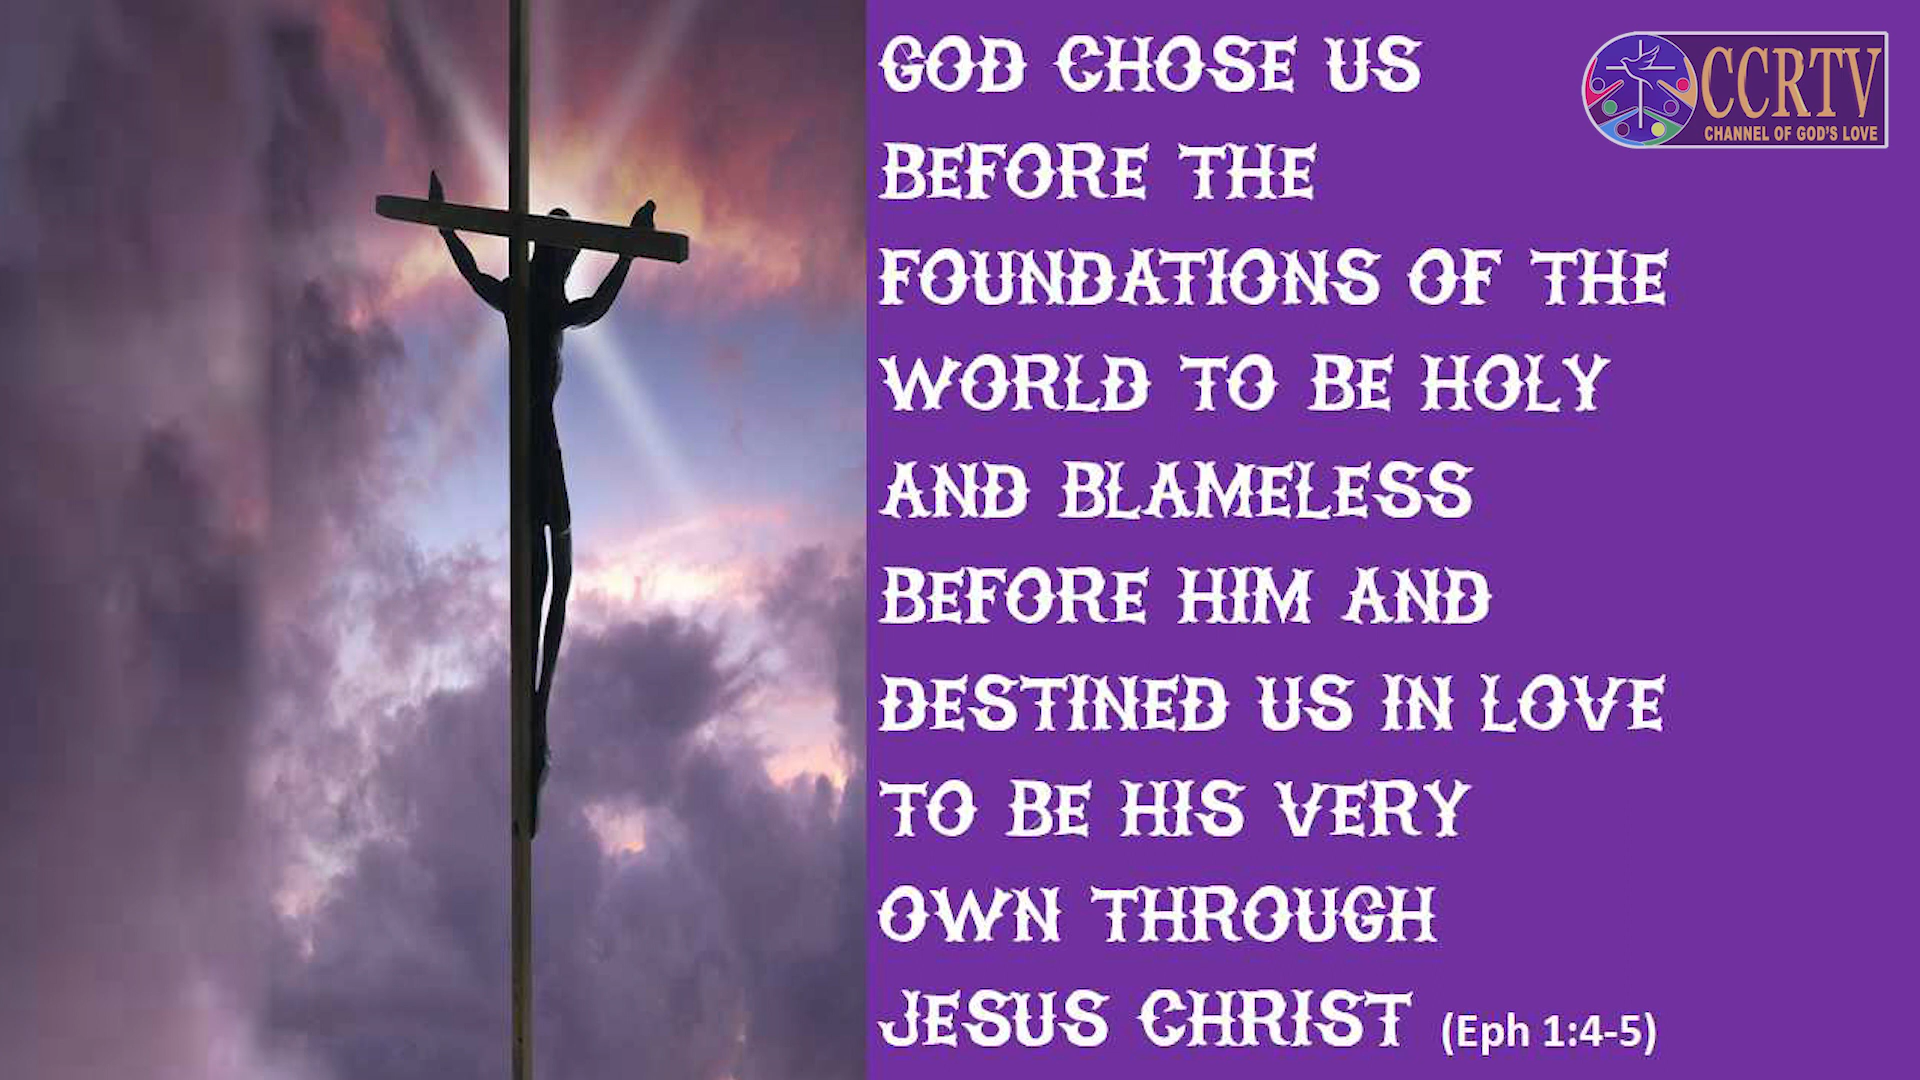 GOD CHOSE US
BEFORE THE
FOUNDATIONS OF THE
WORLD TO BE HOLY
AND BLAMELESS
BEFORE HIM AND
DESTINED US IN LOVE
TO BE HIS VERY
OWN THROUGH
JESUS CHRIST (Eph 1:4-5)
CCRTV
CHANNEL OF GOD'S LOVE